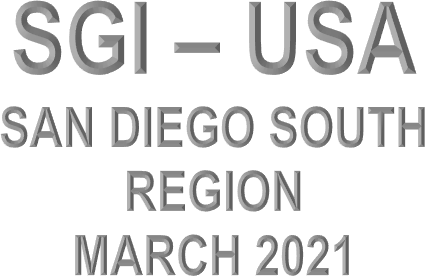 SGI – USA
SAN DIEGO SOUTH
REGION
MARCH 2021